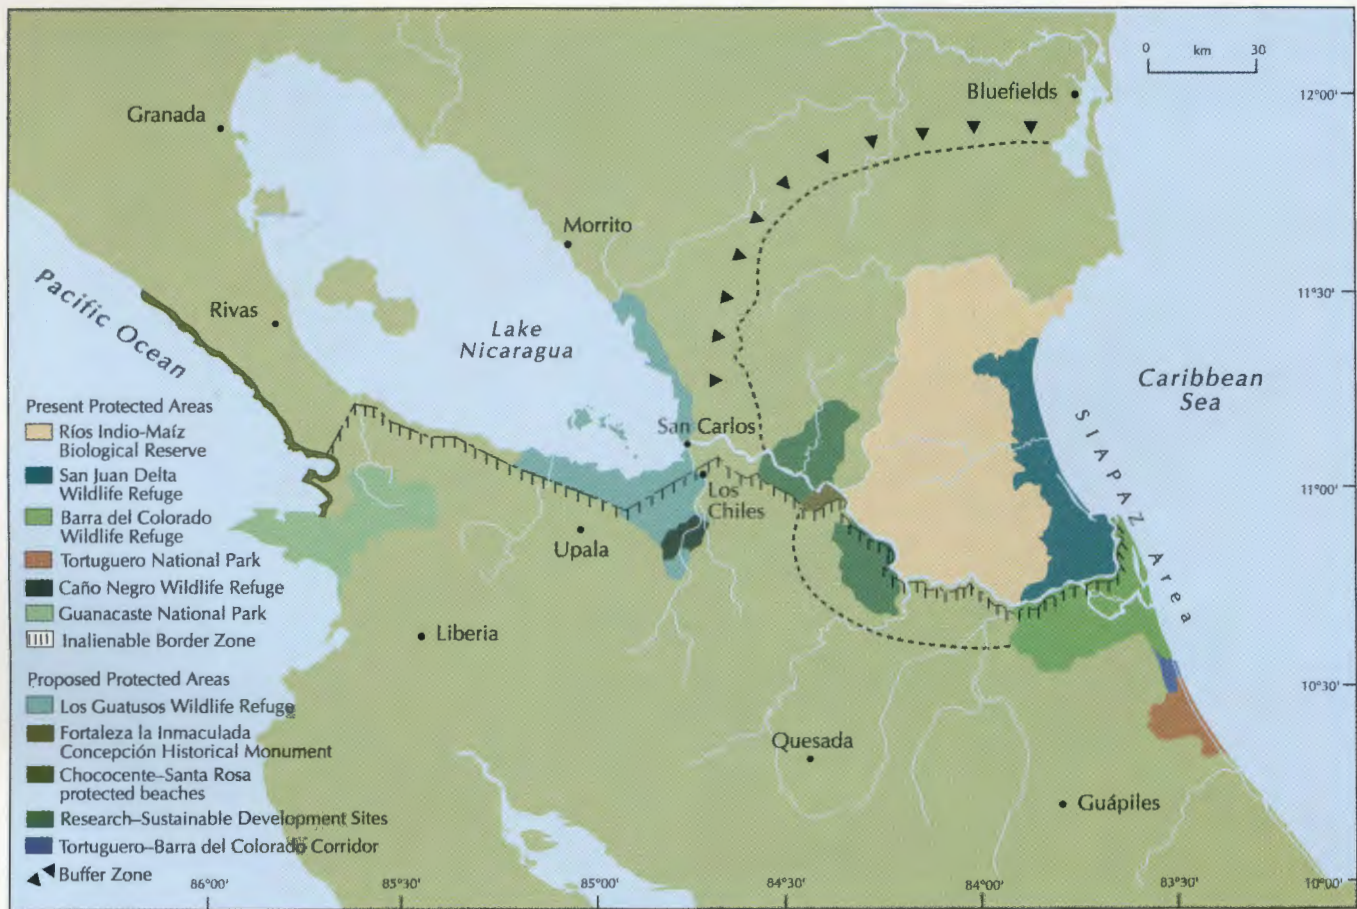 0 km 30
Bluefields
12°00'
Granada
Morrito
Pacific Ocean
Rivas
11°30'
Lake
Nicaragua
Caribbean
Sea
SIAPAZ Area
Present Protected Areas
Ríos Indio-Maíz
Biological Reserve
San Juan Delta
Wildlife Refuge
Barra del Colorado
Wildlife Refuge
Tortuguero National Park
Caño Negro Wildlife Refuge
Guanacaste National Park
Inalienable Border Zone
San Carlos
Los
Chiles
11°00'
Upala
Liberia
Proposed Protected Areas
Los Guatusos Wildlife Refuge
Fortaleza la Inmaculada
Concepción Historical Monument
Chococente–Santa Rosa
protected beaches
Research–Sustainable Development Sites
Tortuguero–Barra del Colorado Corridor
Buffer Zone
10°30'
Quesada
Guápiles
86°00'
85°30'
85°00'
84°30'
84°00'
83°30'
10°00'